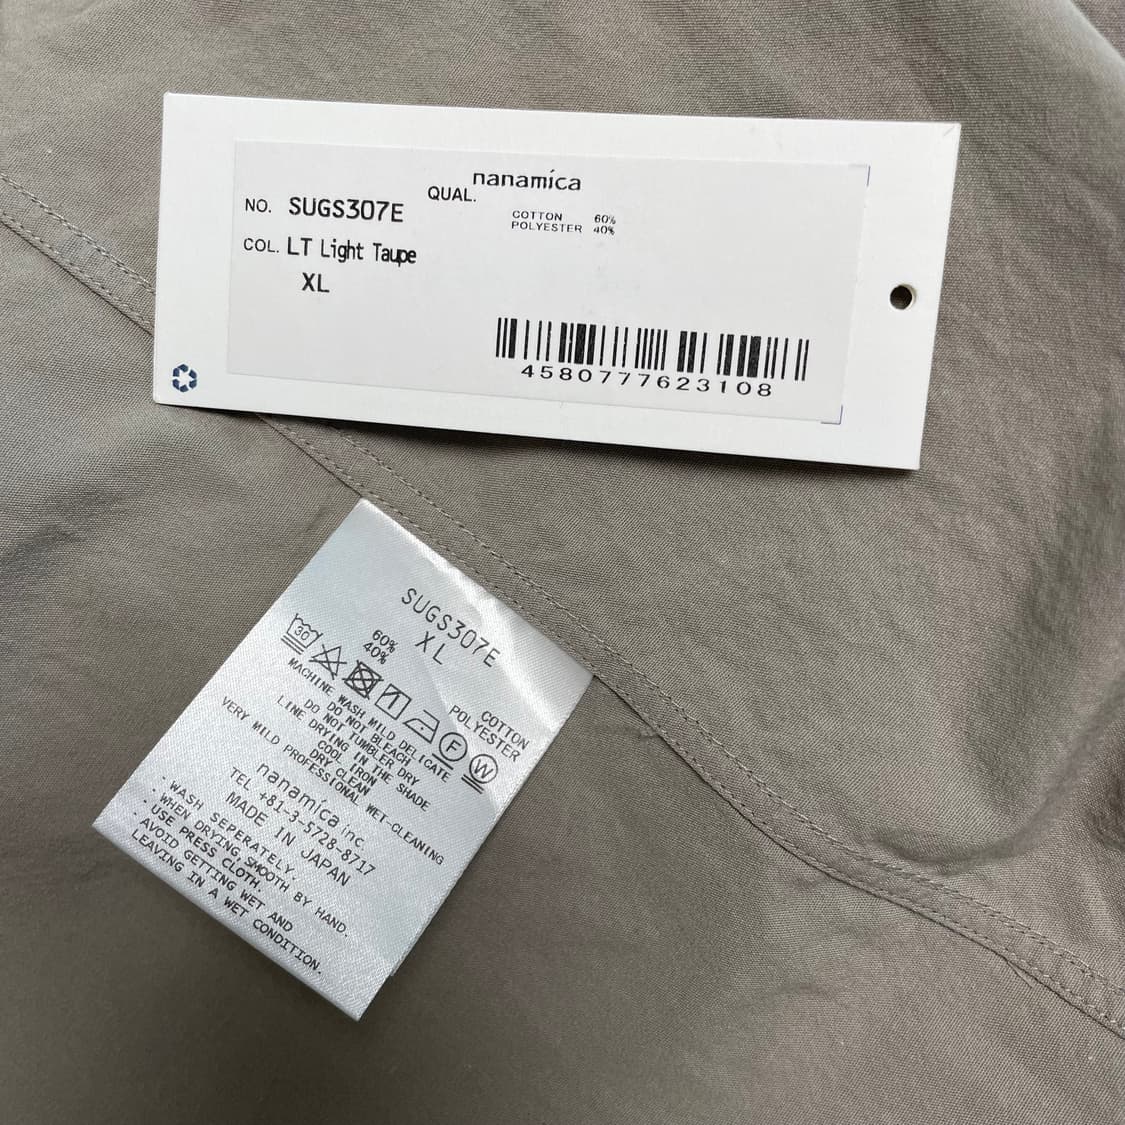 nanamica
NO. SUGS307E
QUAL.
COTTON 60%
POLYESTER 40%
COL. LT Light Taupe
XL
4580777623108
SUGS307E
XL
60% COTTON
40% POLYESTER
30
F
W
MACHINE WASH MILD DELICATE
DO NOT BLEACH
DO NOT TUMBLER DRY
LINE DRYING IN THE SHADE
COOL IRON
DRY CLEAN
VERY MILD PROFESSIONAL WET-CLEANING
nanamica inc.
TEL +81-3-5728-8717
MADE IN JAPAN
· WASH SEPERATELY.
· WHEN DRYING, SMOOTH BY HAND.
· USE PRESS CLOTH.
· AVOID GETTING WET AND
LEAVING IN A WET CONDITION.